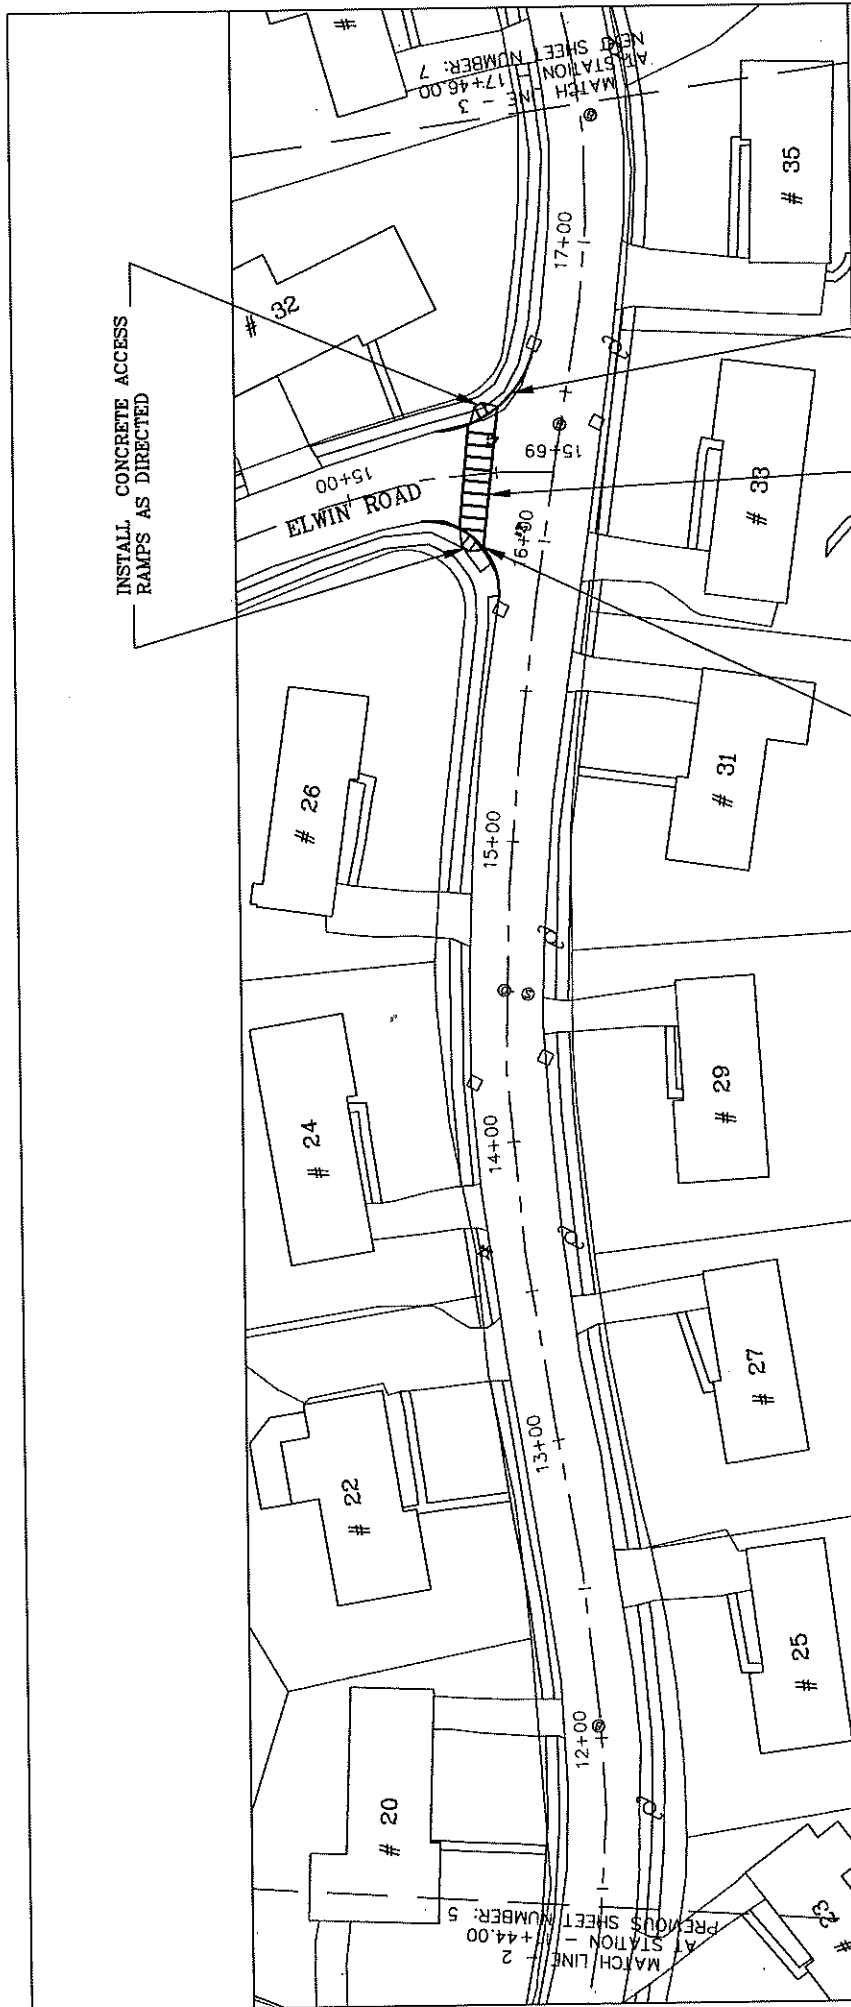 INSTALL CONCRETE ACCESS
RAMPS AS DIRECTED
MATCH LINE - 3
AT STATION - 17+46.00
NEXT SHEET NUMBER: 7
#
# 32
# 35
17+00
15+00
ELWIN ROAD
15+69
16+00
# 33
# 26
15+00
# 31
# 24
14+00
# 29
# 22
13+00
# 27
# 20
12+00
# 25
MATCH LINE - 2
AT STATION - 11+44.00
PREVIOUS SHEET NUMBER: 5
# 23